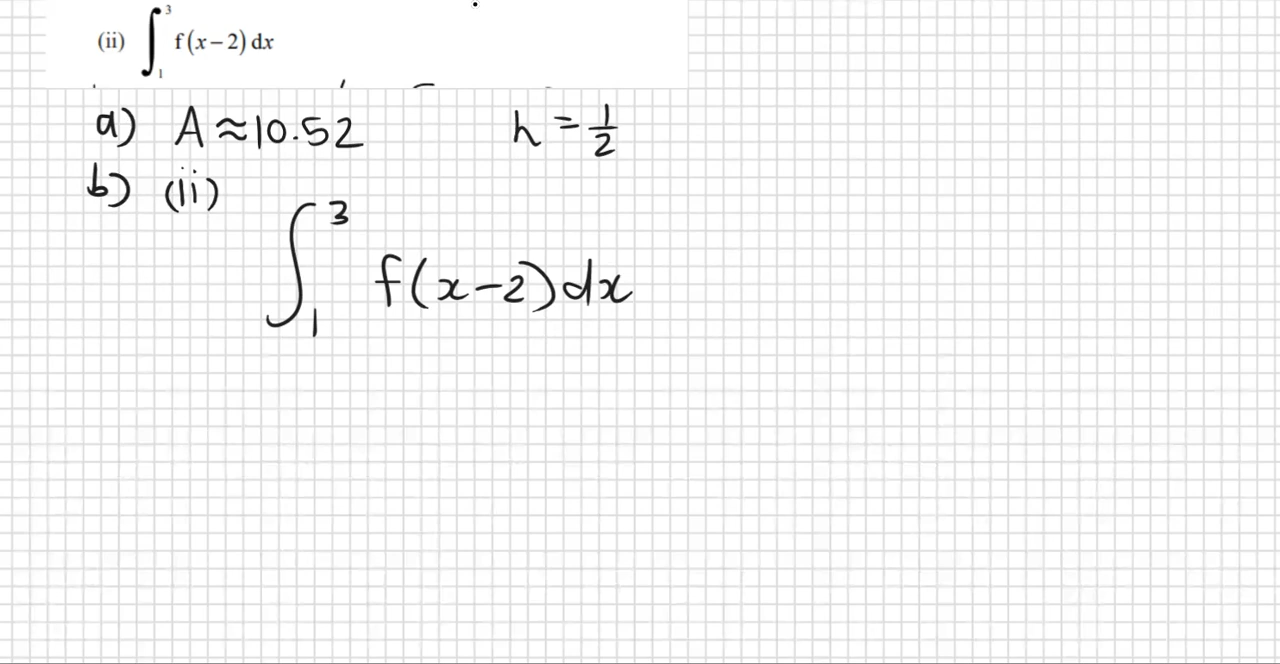 (ii) ∫₁³ f(x−2) dx
a) A≈10.52 h=1/2
b) (ii)
∫₁³ f(x−2)dx